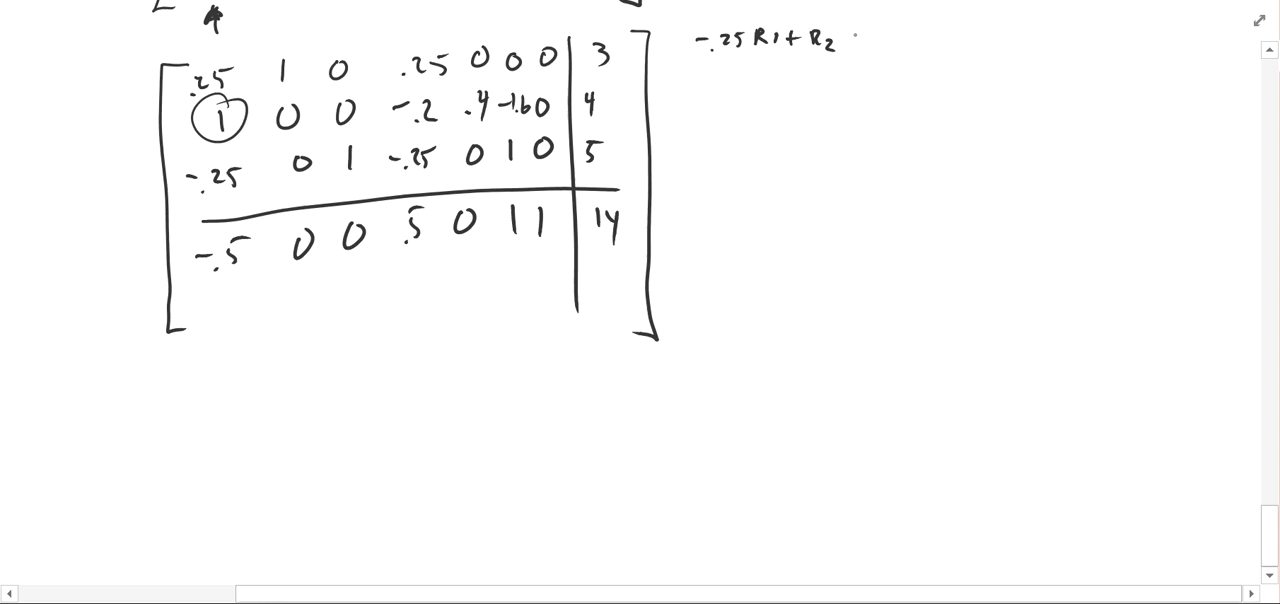 .25 1 0 .25 0 0 0 3
-.25 R1 + R2
1 0 0 -.2 .4 -1.6 0 4
-.25 0 1 -.25 0 1 0 5
-.5 0 0 .5 0 1 1 14